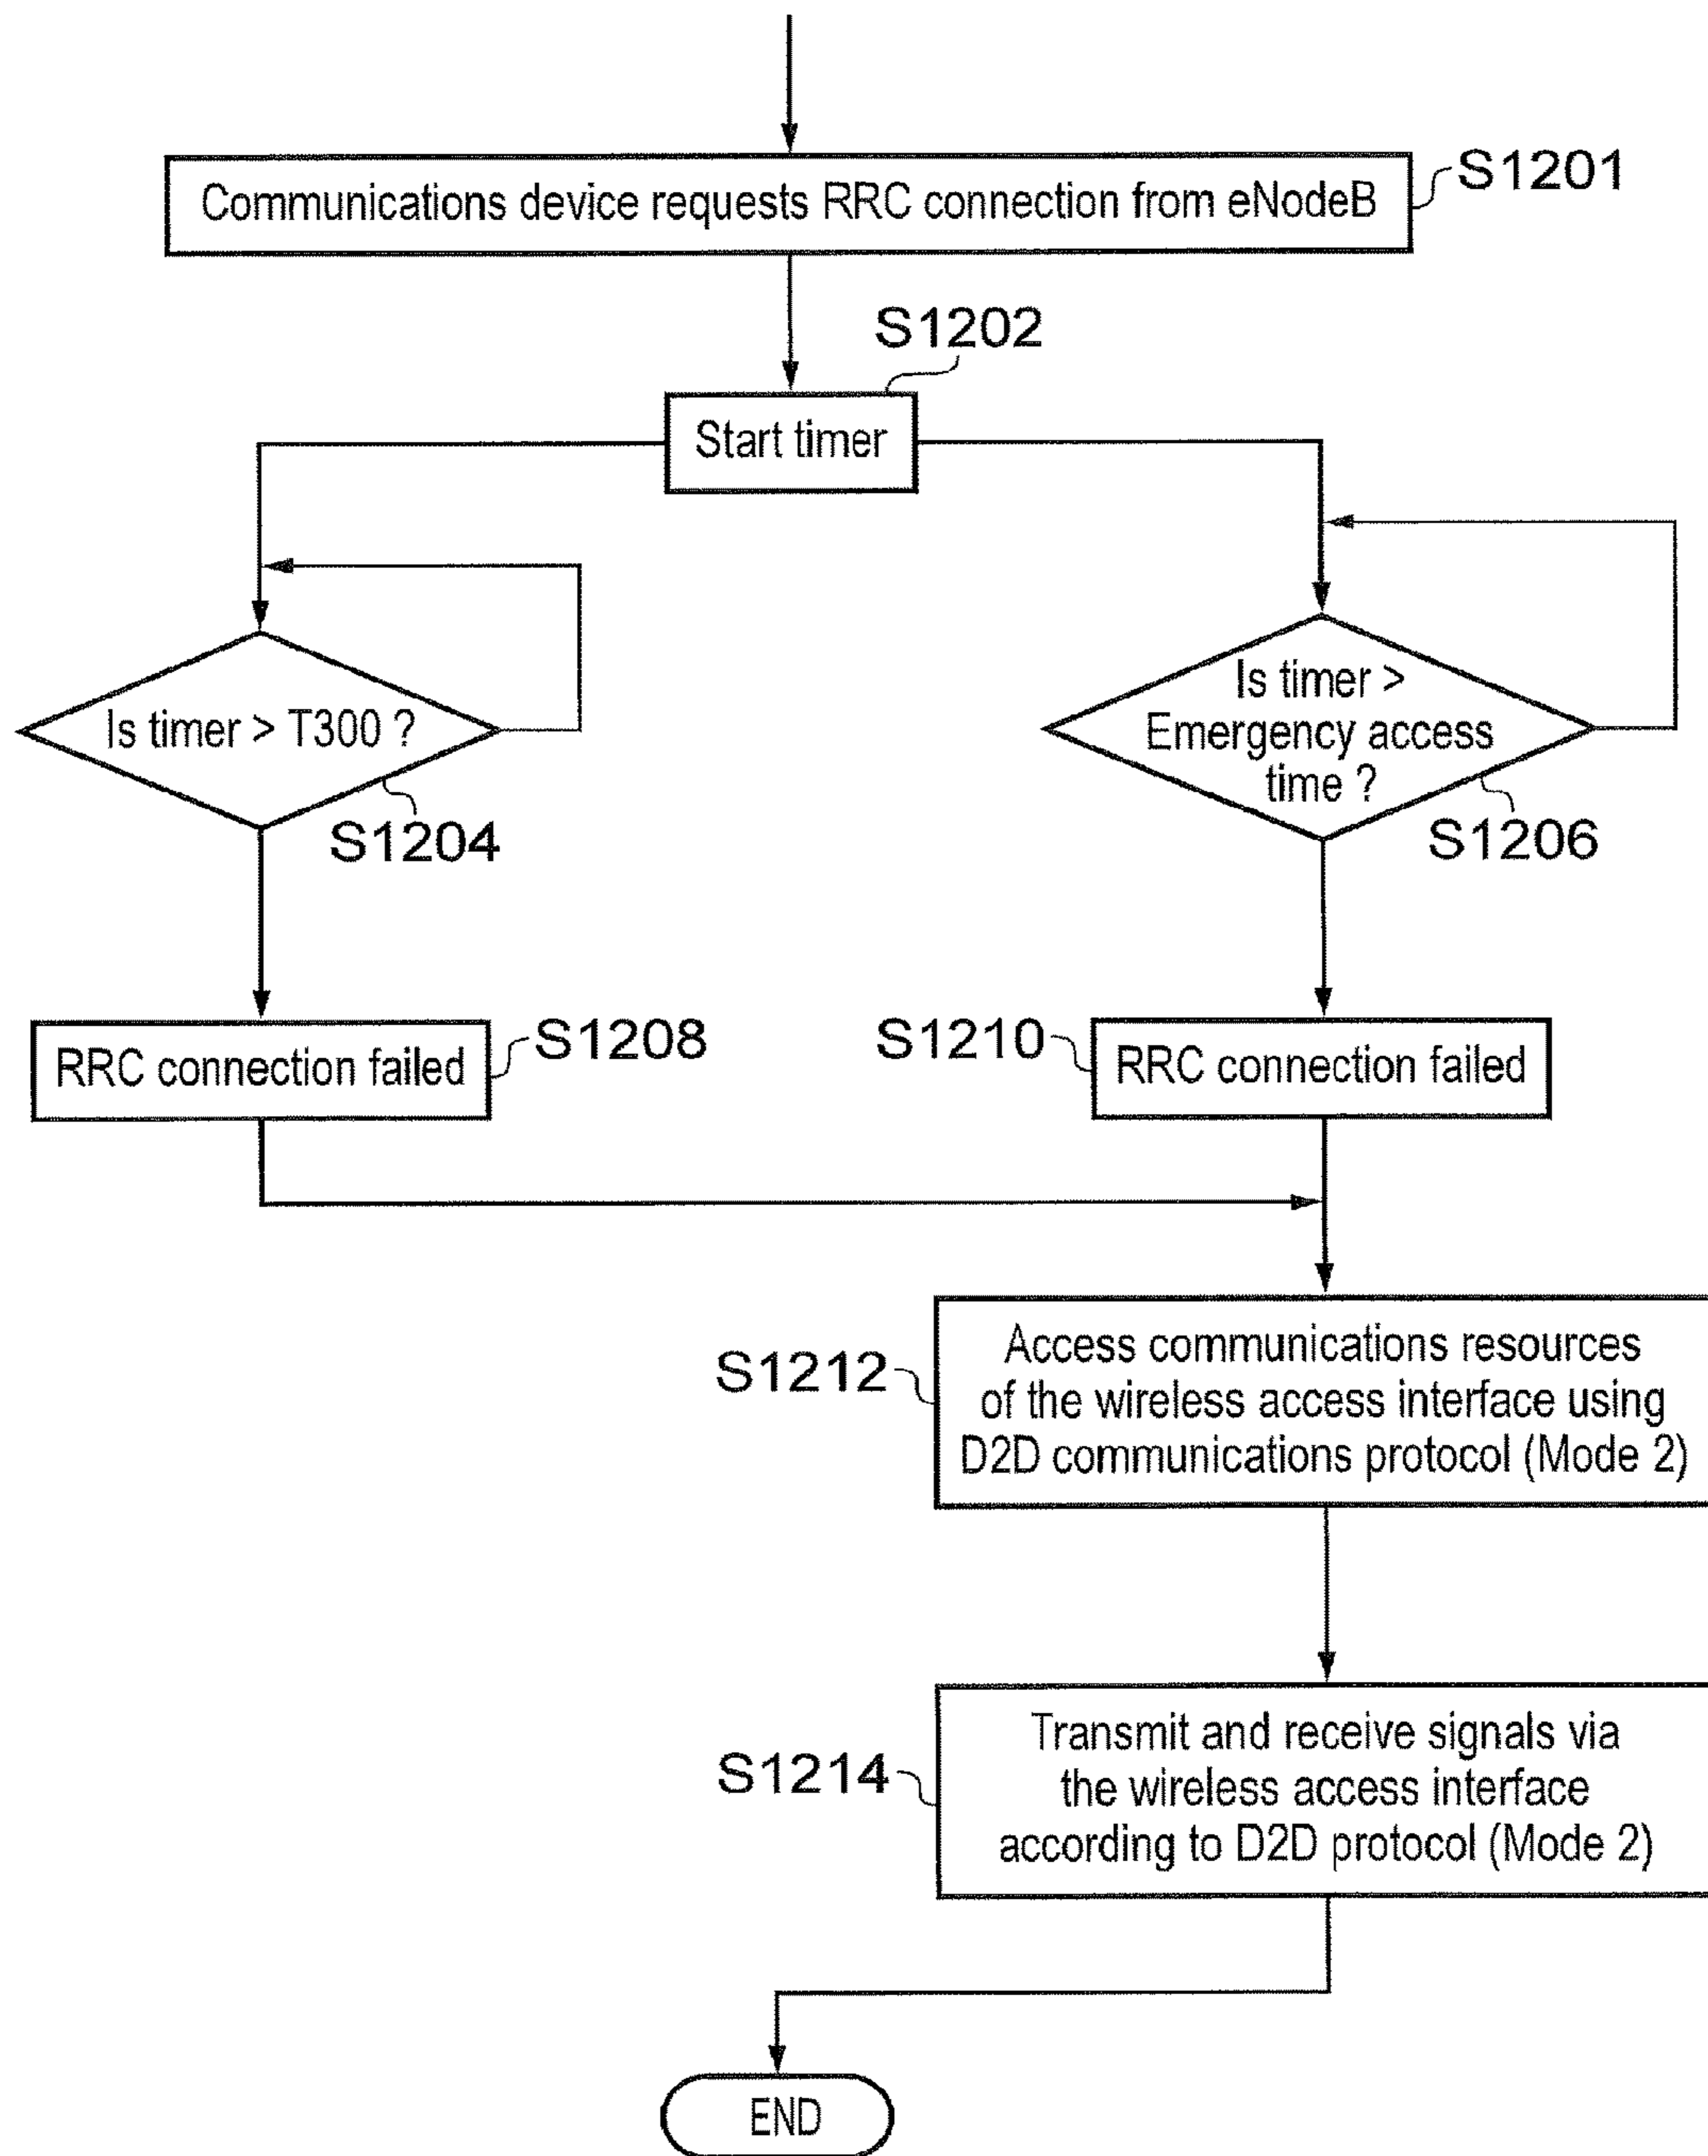 Communications device requests RRC connection from eNodeB
S1201
S1202
Start timer
Is timer > T300 ?
S1204
Is timer >
Emergency access
time ?
S1206
RRC connection failed
S1208
S1210
RRC connection failed
S1212
Access communications resources
of the wireless access interface using
D2D communications protocol (Mode 2)
S1214
Transmit and receive signals via
the wireless access interface
according to D2D protocol (Mode 2)
END